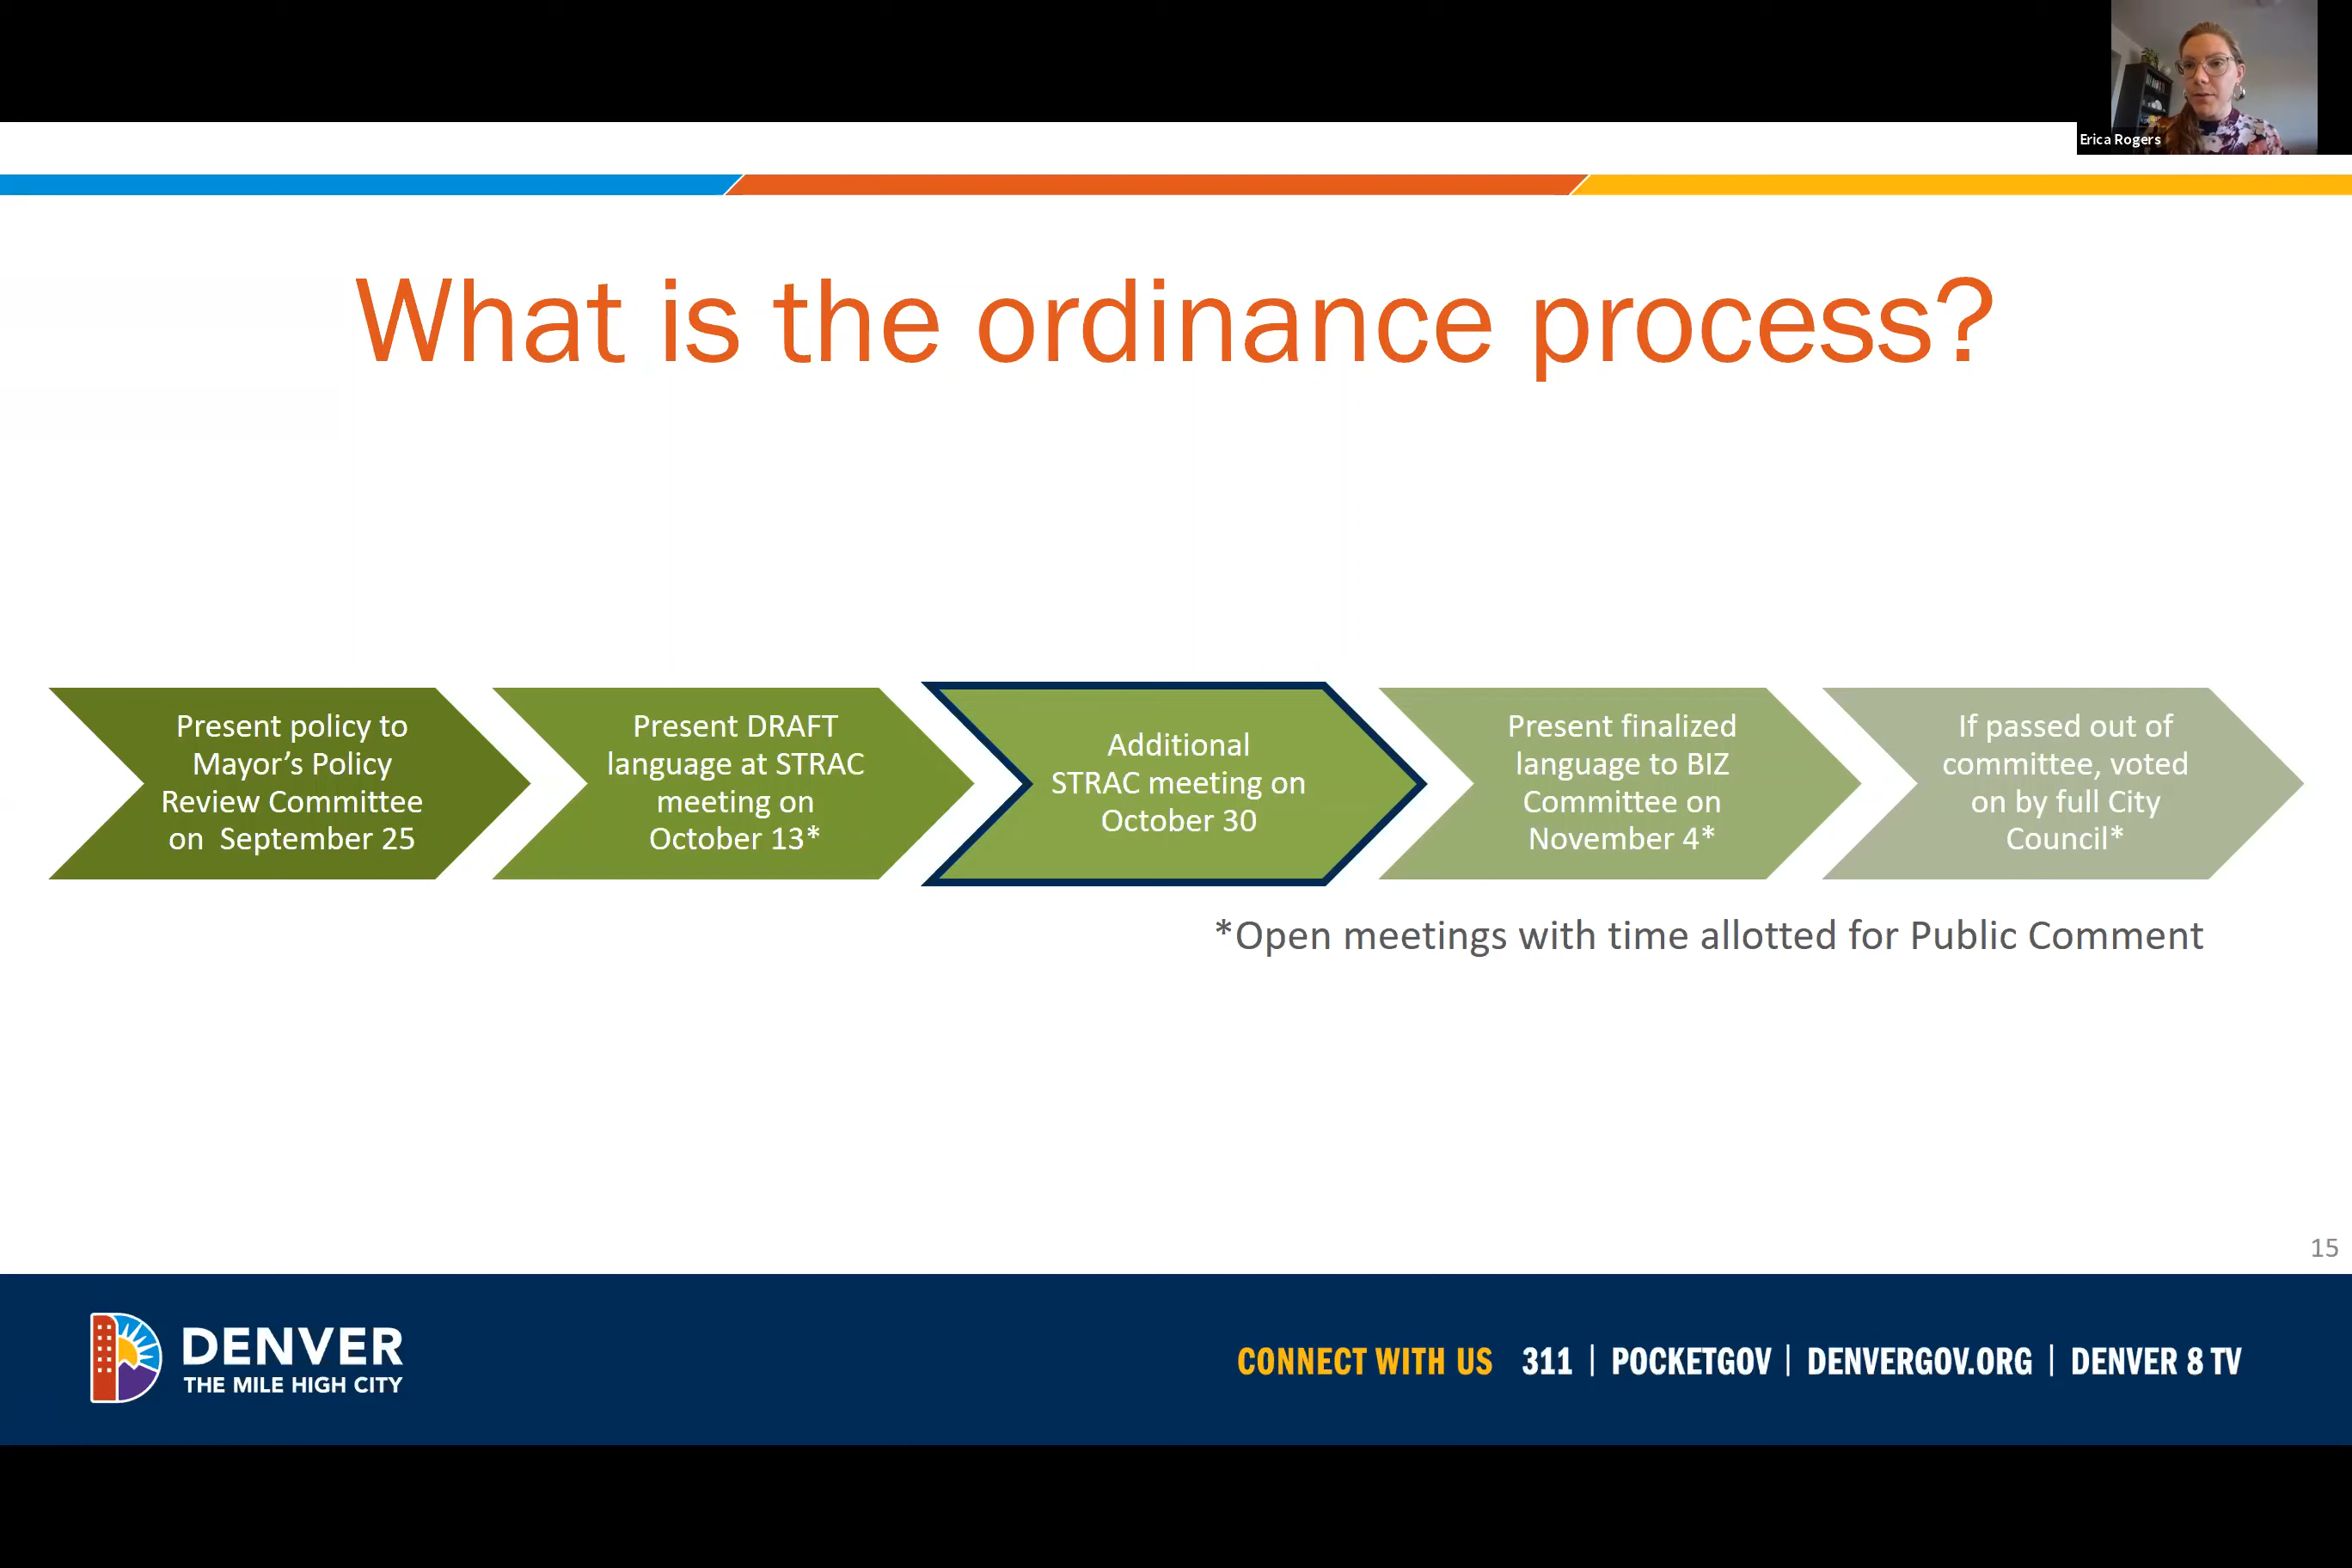 Erica Rogers
What is the ordinance process?
Present policy to
Mayor’s Policy
Review Committee
on  September 25
Present DRAFT
language at STRAC
meeting on
October 13*
Additional
STRAC meeting on
October 30
Present finalized
language to BIZ
Committee on
November 4*
If passed out of
committee, voted
on by full City
Council*
*Open meetings with time allotted for Public Comment
15
DENVER
THE MILE HIGH CITY
CONNECT WITH US 311 | POCKETGOV | DENVERGOV.ORG | DENVER 8 TV